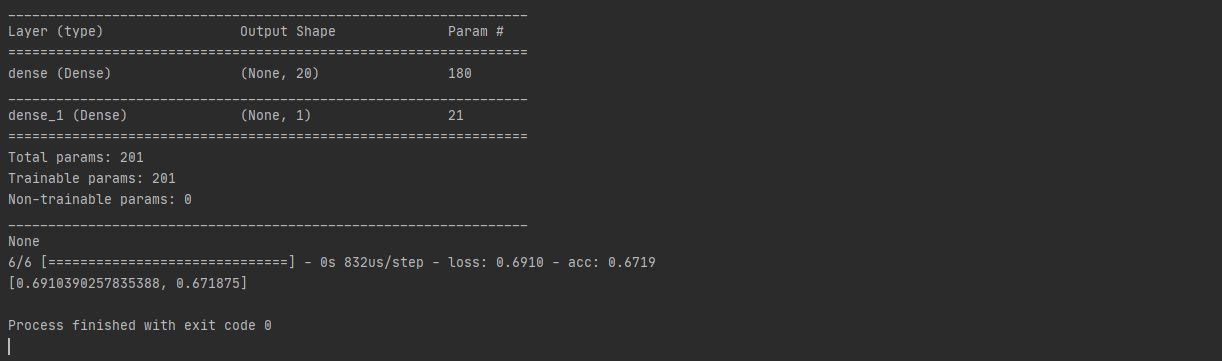 _________________________________________________________________
Layer (type)                 Output Shape              Param #
=================================================================
dense (Dense)                (None, 20)                180
_________________________________________________________________
dense_1 (Dense)              (None, 1)                 21
=================================================================
Total params: 201
Trainable params: 201
Non-trainable params: 0
_________________________________________________________________
None
6/6 [==============================] - 0s 832us/step - loss: 0.6910 - acc: 0.6719
[0.6910390257835388, 0.671875]
Process finished with exit code 0